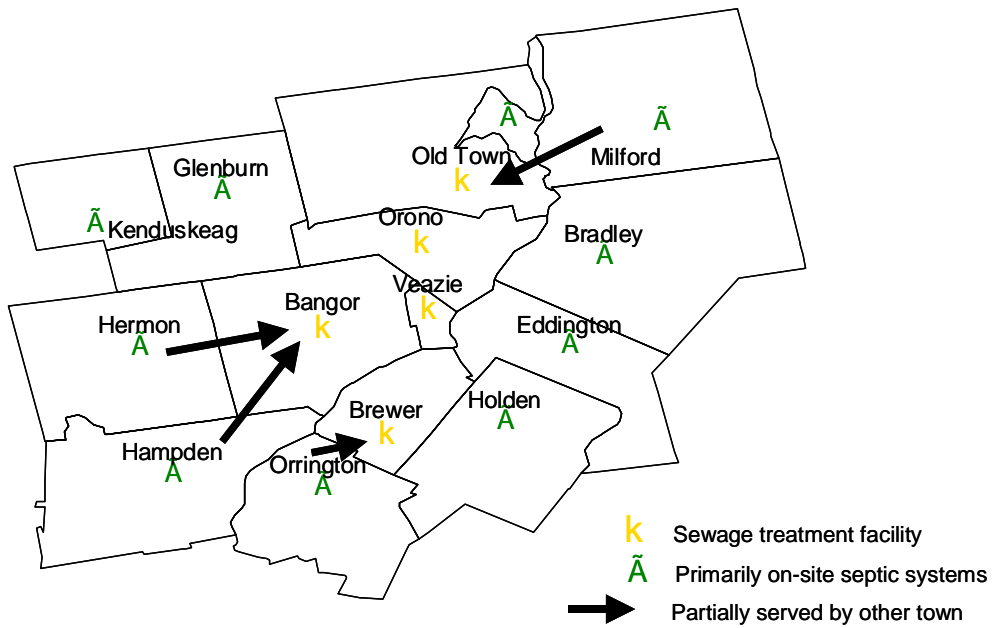 Ã
Ã
Old Town
Milford
k
Glenburn
Ã
Ã Kenduskeag
Orono
k
Bradley
Ã
Veazie
k
Bangor
k
Hermon
Ã
Eddington
Ã
Holden
Ã
Brewer
k
Hampden
Ã
Orrington
Ã
k Sewage treatment facility
Ã Primarily on-site septic systems
Partially served by other town